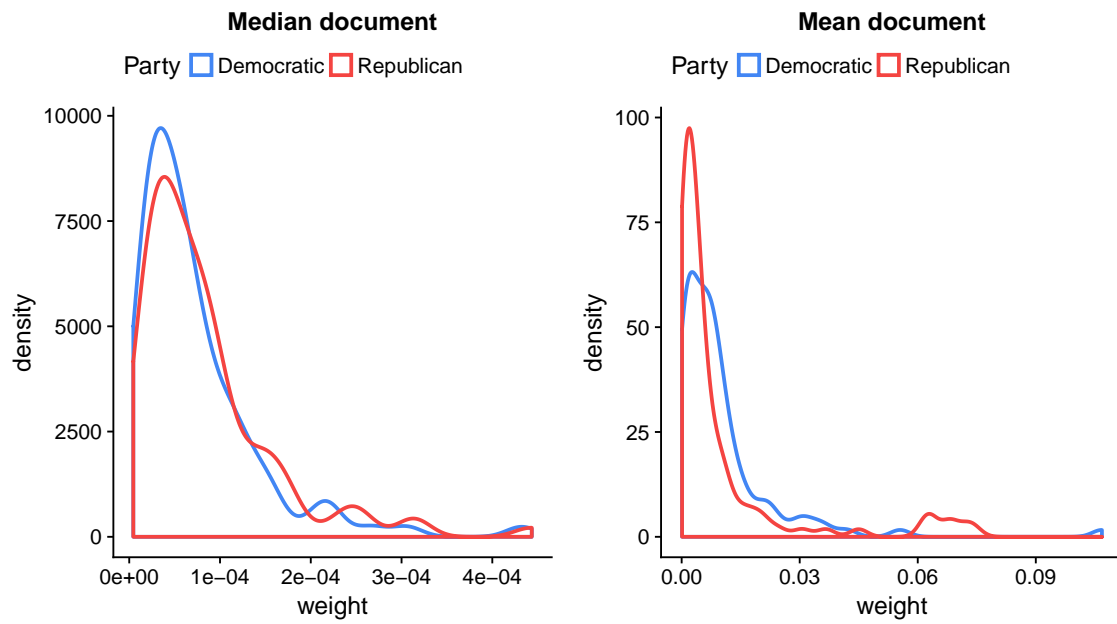 Median document
Party Democratic Republican
10000
7500
5000
2500
0
density
0e+00 1e−04 2e−04 3e−04 4e−04
weight
Mean document
Party Democratic Republican
100
75
50
25
0
density
0.00 0.03 0.06 0.09
weight